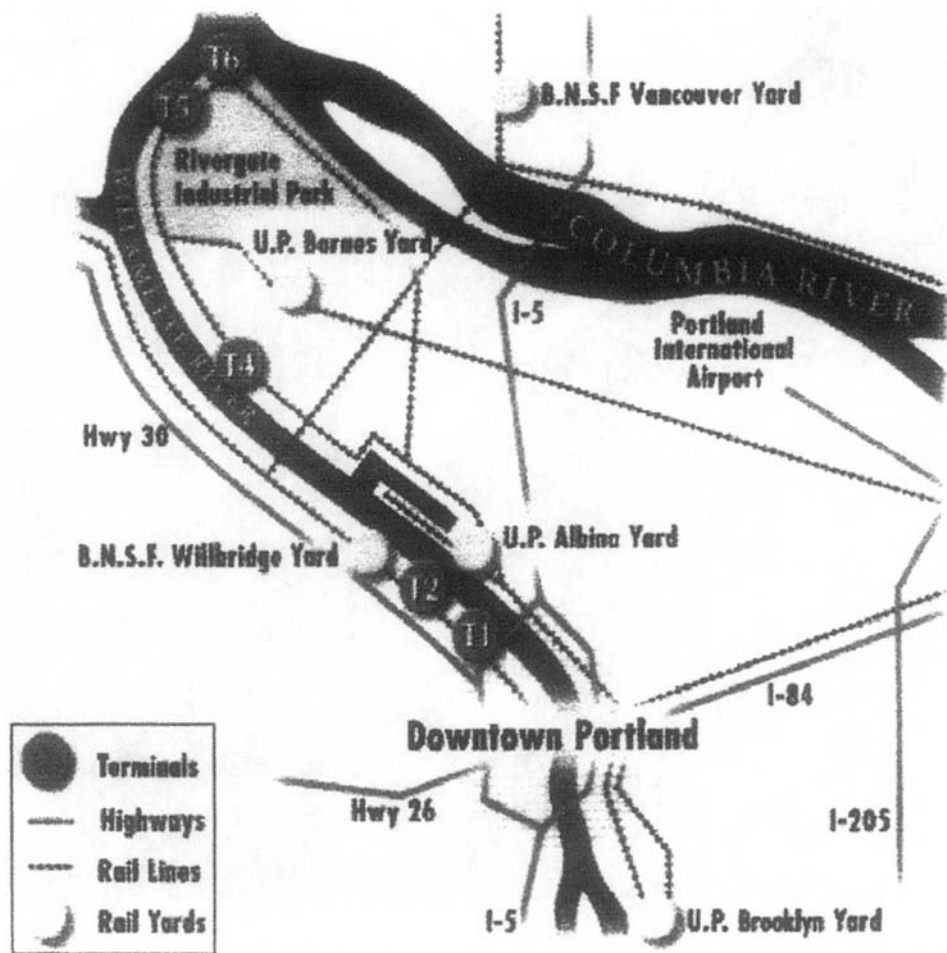 T6
B.N.S.F Vancouver Yard
T5
Rivergate
Industrial Park
WILLAMETTE RIVER
U.P. Barnes Yard
COLUMBIA RIVER
I-5
Portland
International
Airport
T4
Hwy 30
B.N.S.F. Willbridge Yard
U.P. Albina Yard
T2
T1
I-84
Downtown Portland
Terminals
Hwy 26
Highways
I-205
Rail Lines
Rail Yards
I-5
U.P. Brooklyn Yard